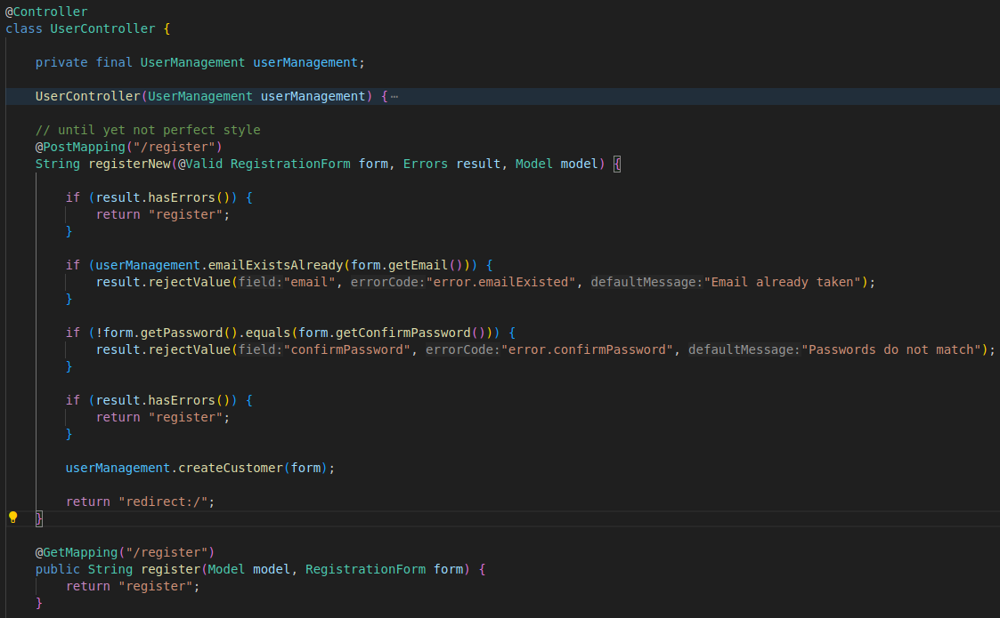 @Controller
class UserController {
private final UserManagement userManagement;
UserController(UserManagement userManagement) {⋯
// until yet not perfect style
@PostMapping("/register")
String registerNew(@Valid RegistrationForm form, Errors result, Model model) {
if (result.hasErrors()) {
return "register";
}
if (userManagement.emailExistsAlready(form.getEmail())) {
result.rejectValue(field:"email", errorCode:"error.emailExisted", defaultMessage:"Email already taken");
}
if (!form.getPassword().equals(form.getConfirmPassword())) {
result.rejectValue(field:"confirmPassword", errorCode:"error.confirmPassword", defaultMessage:"Passwords do not match");
}
if (result.hasErrors()) {
return "register";
}
userManagement.createCustomer(form);
return "redirect:/";
}
@GetMapping("/register")
public String register(Model model, RegistrationForm form) {
return "register";
}